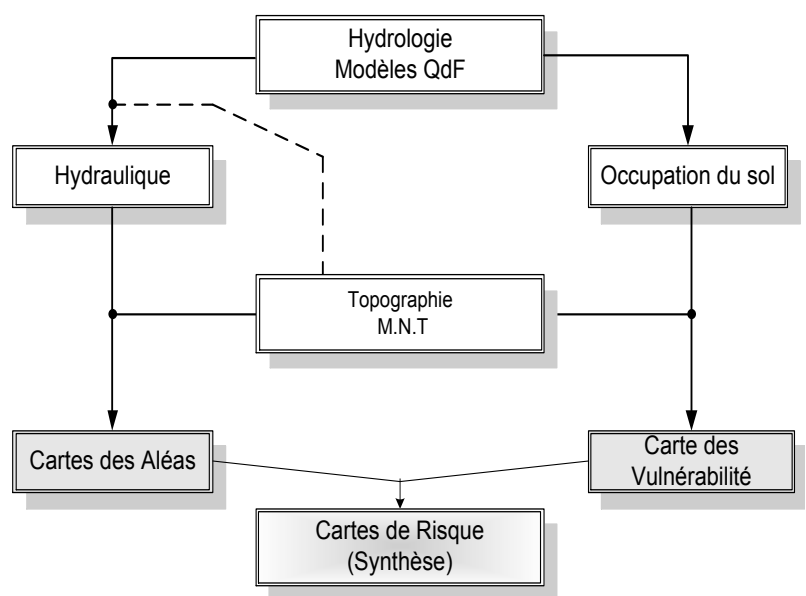 Hydrologie
Modèles QdF
Hydraulique
Occupation du sol
Topographie
M.N.T
Cartes des Aléas
Carte des
Vulnérabilité
Cartes de Risque
(Synthèse)